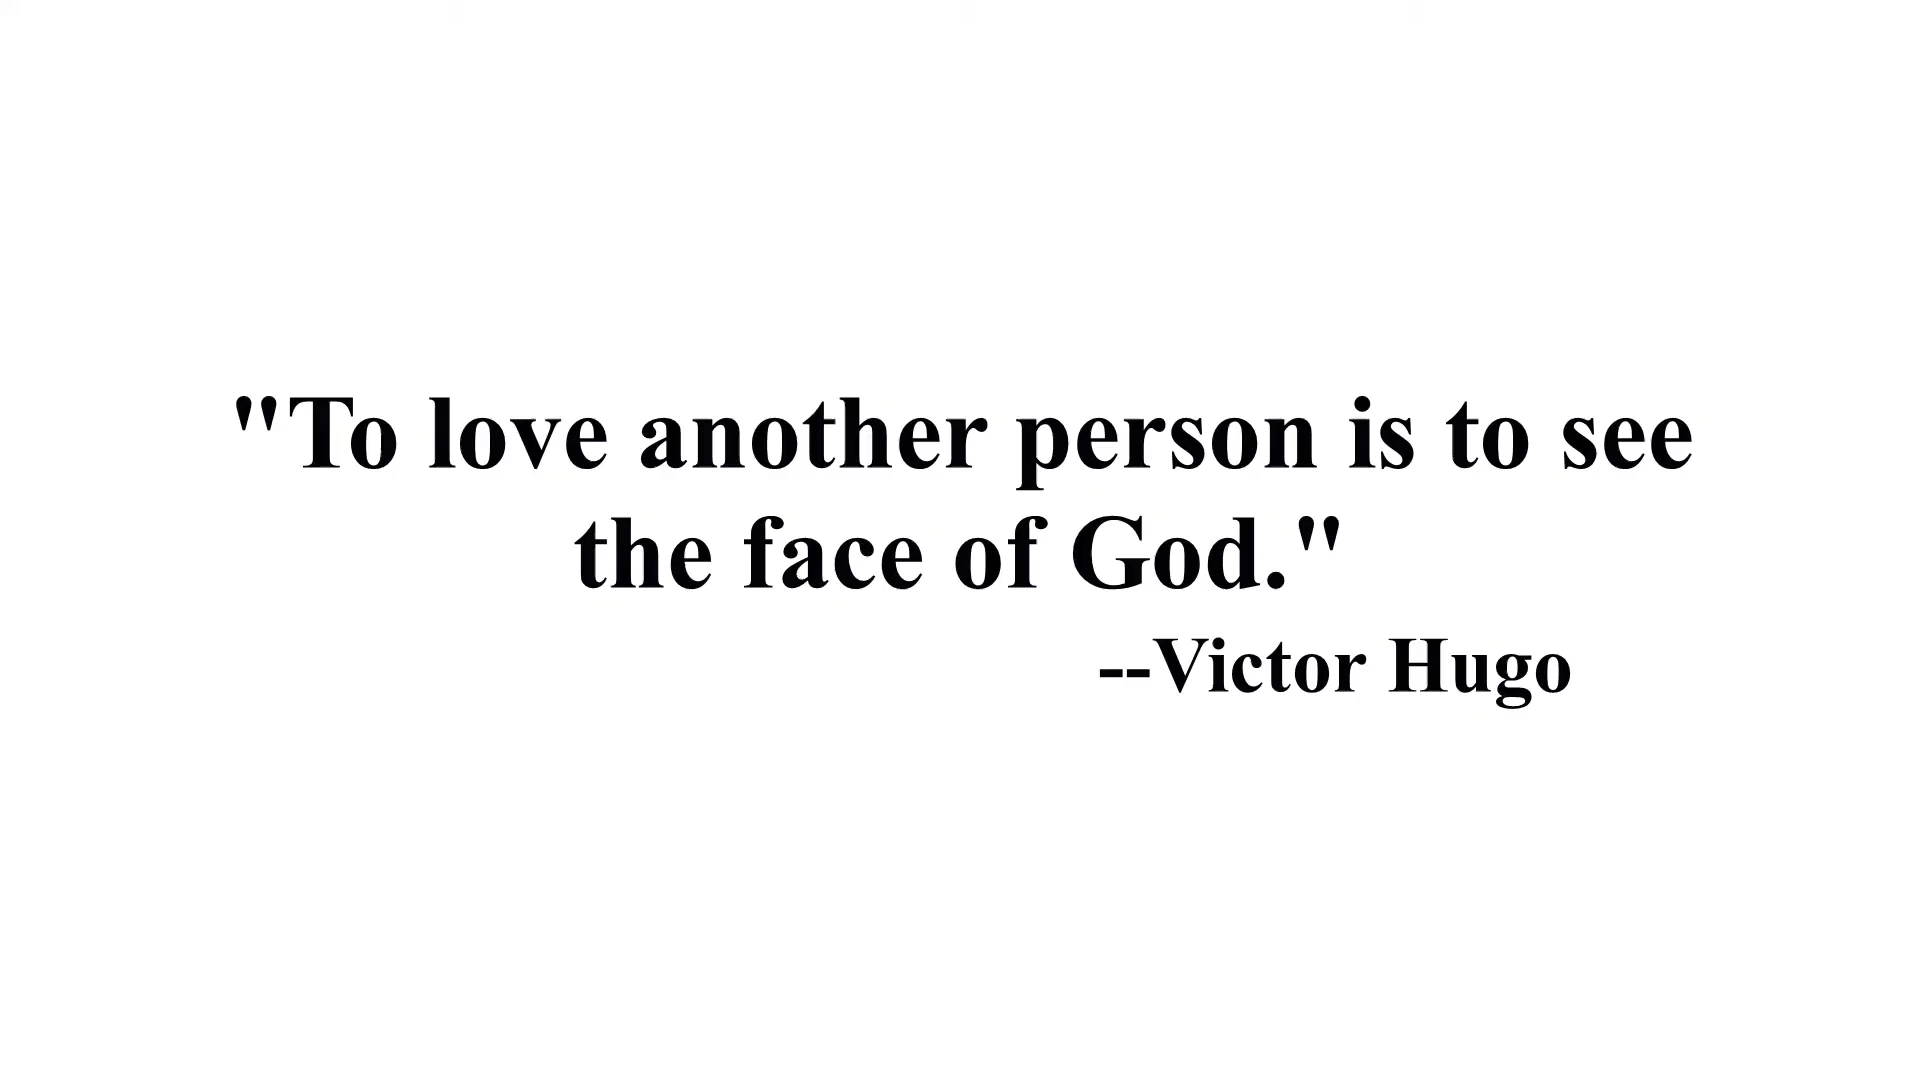 "To love another person is to see
the face of God."
--Victor Hugo